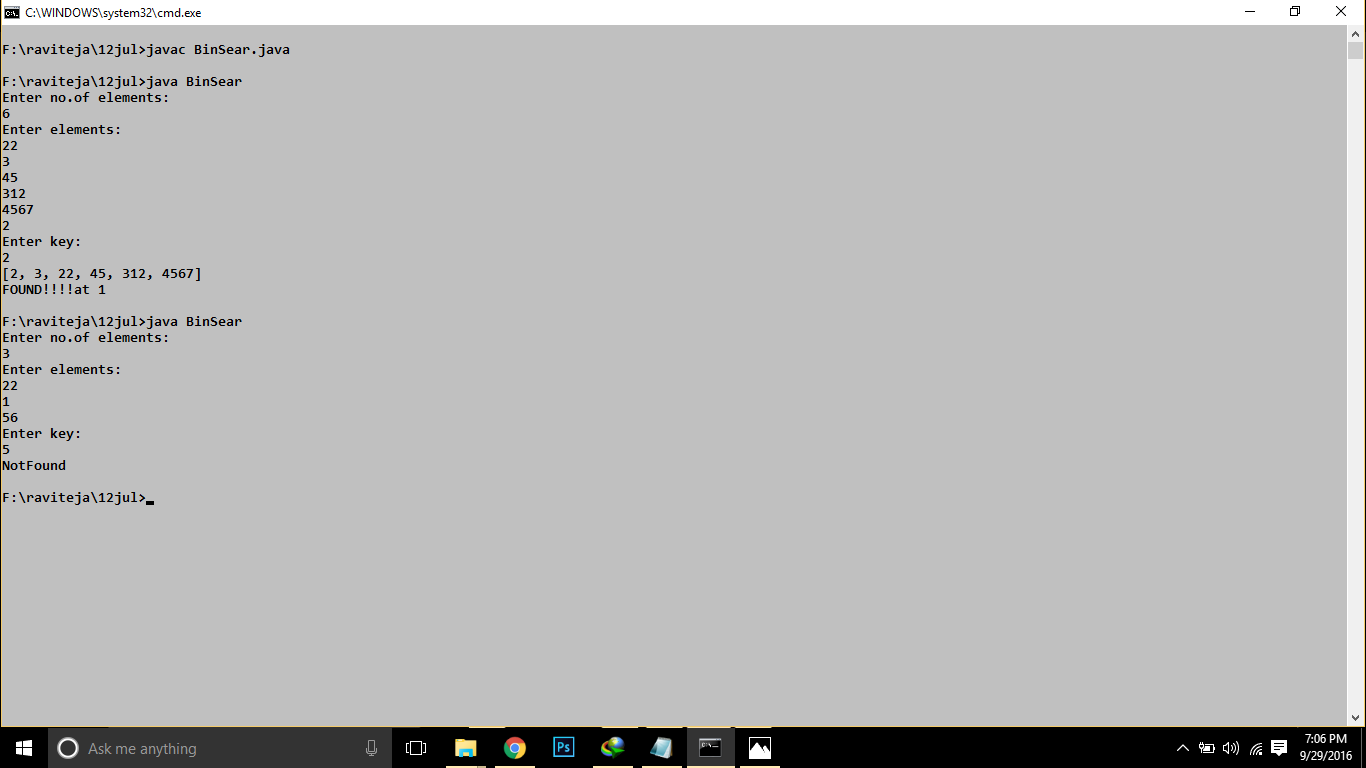 C:\WINDOWS\system32\cmd.exe
F:\raviteja\12jul>javac BinSear.java
F:\raviteja\12jul>java BinSear
Enter no.of elements:
6
Enter elements:
22
3
45
312
4567
2
Enter key:
2
[2, 3, 22, 45, 312, 4567]
FOUND!!!!at 1
F:\raviteja\12jul>java BinSear
Enter no.of elements:
3
Enter elements:
22
1
56
Enter key:
5
NotFound
F:\raviteja\12jul>
Ask me anything
Ps
7:06 PM
9/29/2016